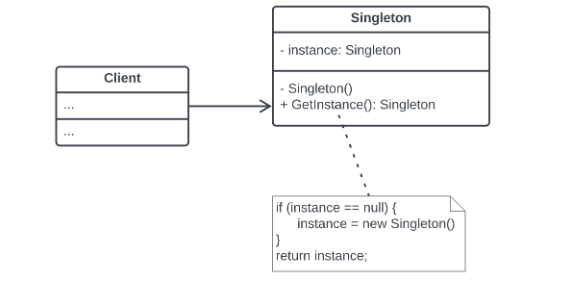 Singleton
- instance: Singleton
- Singleton()
+ GetInstance(): Singleton
Client
...
...
if (instance == null) {
instance = new Singleton()
}
return instance;